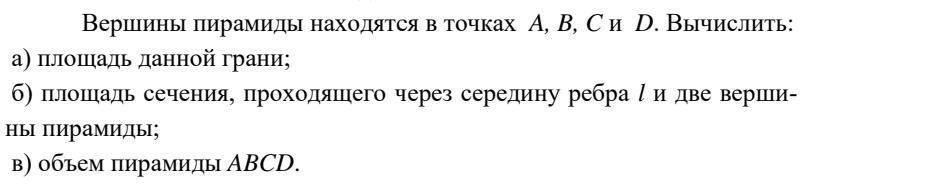 Вершины пирамиды находятся в точках A, B, C и D. Вычислить:
а) площадь данной грани;
б) площадь сечения, проходящего через середину ребра l и две верши-
ны пирамиды;
в) объем пирамиды ABCD.